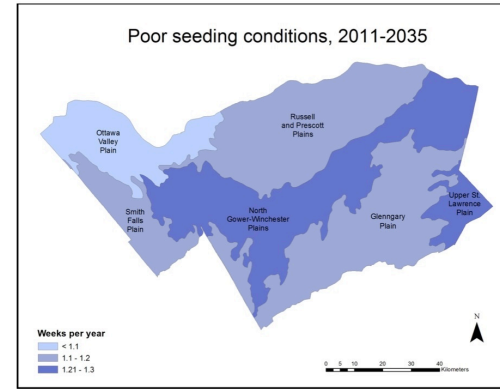 Poor seeding conditions, 2011-2035
Ottawa
Valley
Plain
Russell
and Prescott
Plains
Smith
Falls
Plain
North
Gower-Winchester
Plains
Glenngary
Plain
Upper St.
Lawrence
Plain
Weeks per year
< 1.1
1.1 - 1.2
1.21 - 1.3
N
0 5 10 20 30 40
Kilometers